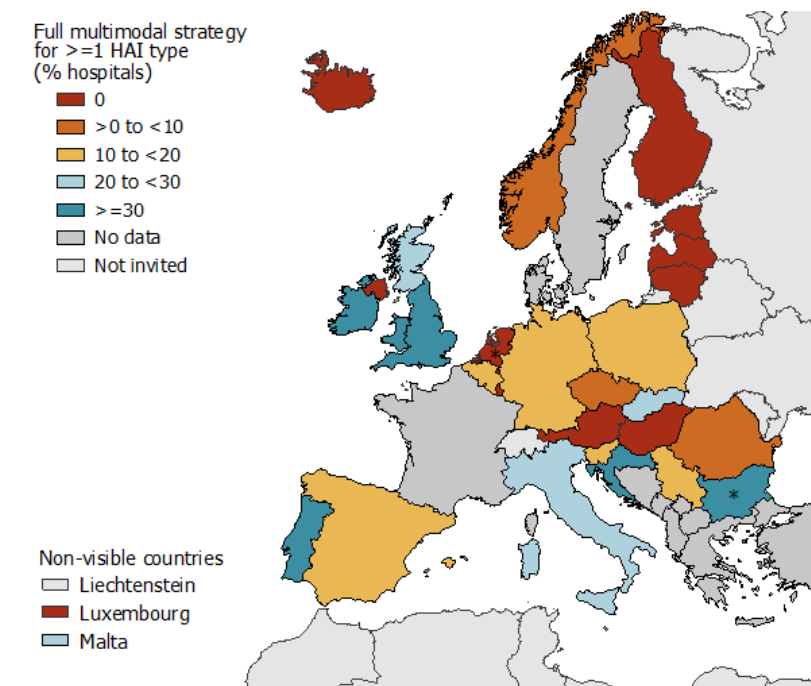 Full multimodal strategy
for >=1 HAI type
(% hospitals)
0
>0 to <10
10 to <20
20 to <30
>=30
No data
Not invited
*
*
Non-visible countries
Liechtenstein
Luxembourg
Malta